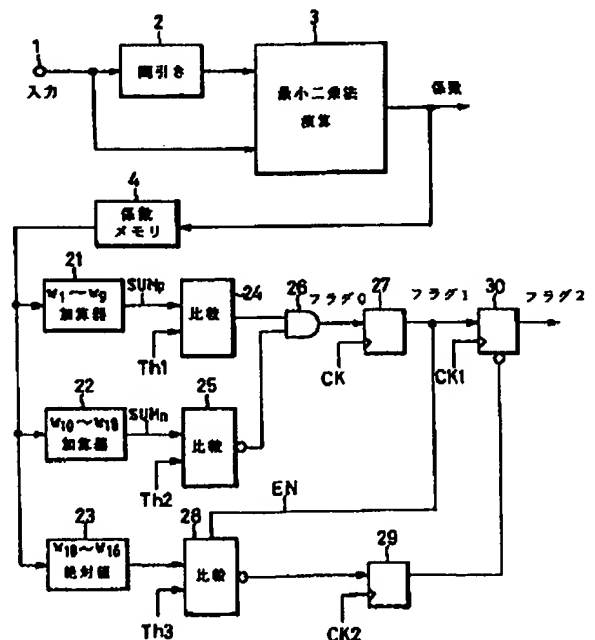 1
入力
2
間引き
3
最小二乗法
演算
係数
4
係数
メモリ
21
w1～w9
加算器
SUMp
24
比較
Th1
26
フラグ0
27
CK
フラグ1
30
フラグ2
CK1
22
w10～w18
加算器
SUMn
25
比較
Th2
EN
23
w10～w16
絶対値
28
比較
Th3
29
CK2